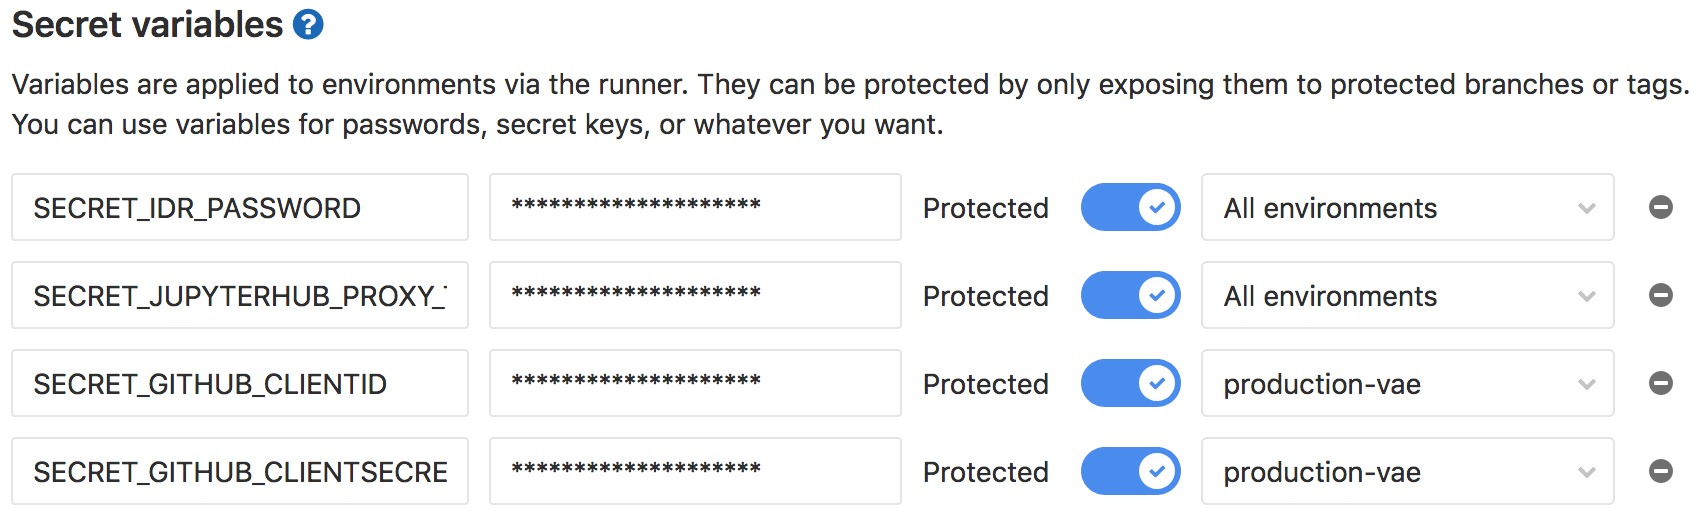 Secret variables ?
Variables are applied to environments via the runner. They can be protected by only exposing them to protected branches or tags.
You can use variables for passwords, secret keys, or whatever you want.
SECRET_IDR_PASSWORD ******************** Protected All environments
SECRET_JUPYTERHUB_PROXY_ ******************** Protected All environments
SECRET_GITHUB_CLIENTID ******************** Protected production-vae
SECRET_GITHUB_CLIENTSECRE ******************** Protected production-vae